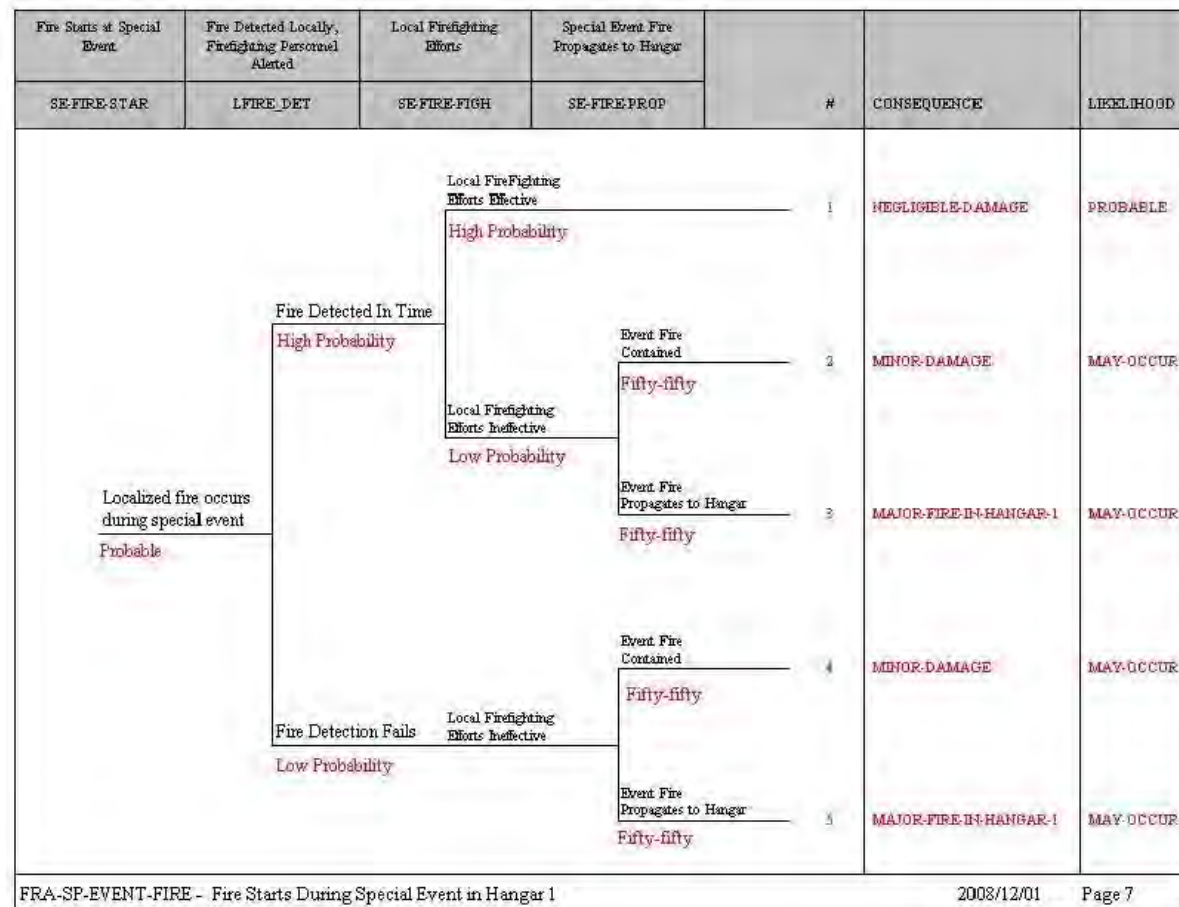 Fire Starts at Special
Event
Fire Detected Locally,
Firefighting Personnel
Alerted
Local Firefighting
Efforts
Special Event Fire
Propagates to Hangar
SE-FIRE-STAR
LFIRE_DET
SE-FIRE-FIGH
SE-FIRE-PROP
#
CONSEQUENCE
LIKELIHOOD
Local FireFighting
Efforts Effective
High Probability
1
NEGLIGIBLE-DAMAGE
PROBABLE
Fire Detected In Time
High Probability
Event Fire
Contained
Fifty-fifty
2
MINOR-DAMAGE
MAY-OCCUR
Local Firefighting
Efforts Ineffective
Low Probability
Localized fire occurs
during special event
Probable
Event Fire
Propagates to Hangar
Fifty-fifty
3
MAJOR-FIRE-IN-HANGAR-1
MAY-OCCUR
Event Fire
Contained
Fifty-fifty
4
MINOR-DAMAGE
MAY-OCCUR
Fire Detection Fails
Low Probability
Local Firefighting
Efforts Ineffective
Event Fire
Propagates to Hangar
Fifty-fifty
5
MAJOR-FIRE-IN-HANGAR-1
MAY-OCCUR
FRA-SP-EVENT-FIRE - Fire Starts During Special Event in Hangar 1
2008/12/01
Page 7